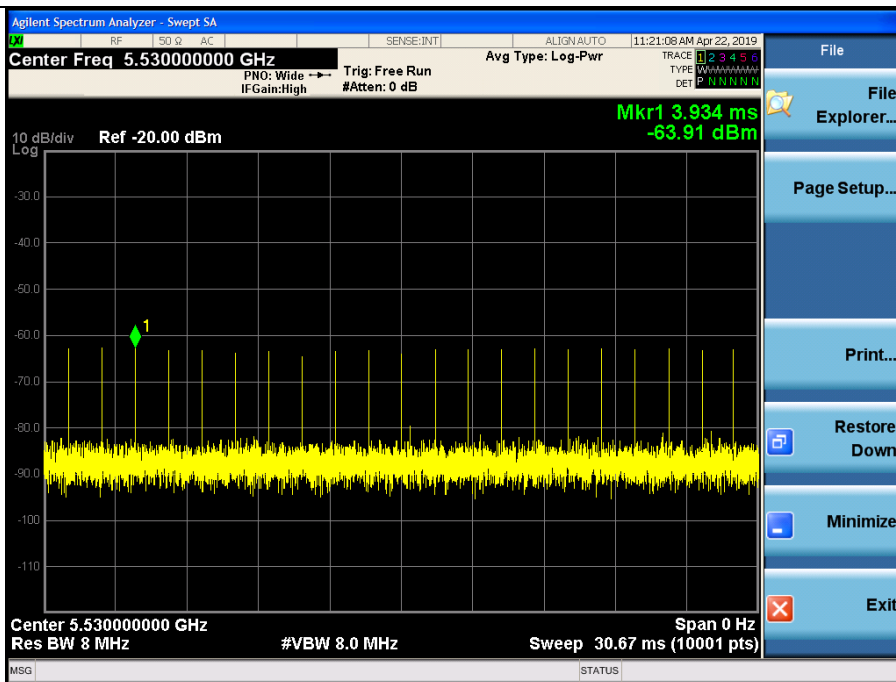 Agilent Spectrum Analyzer - Swept SA
LXI RF 50 Ω AC SENSE:INT ALIGN AUTO 11:21:08 AM Apr 22, 2019
Center Freq 5.530000000 GHz
Avg Type: Log-Pwr
TRACE 1 2 3 4 5 6
PNO: Wide
Trig: Free Run
TYPE
IFGain:High
#Atten: 0 dB
DET P N N N N N
Mkr1 3.934 ms
-63.91 dBm
10 dB/div Ref -20.00 dBm
Log
-30.0
-40.0
-50.0
-60.0
-70.0
-80.0
-90.0
-100
-110
1
Center 5.530000000 GHz
Span 0 Hz
Res BW 8 MHz
#VBW 8.0 MHz
Sweep 30.67 ms (10001 pts)
MSG
STATUS
File
File
Explorer...
Page Setup...
Print...
Restore
Down
Minimize
Exit